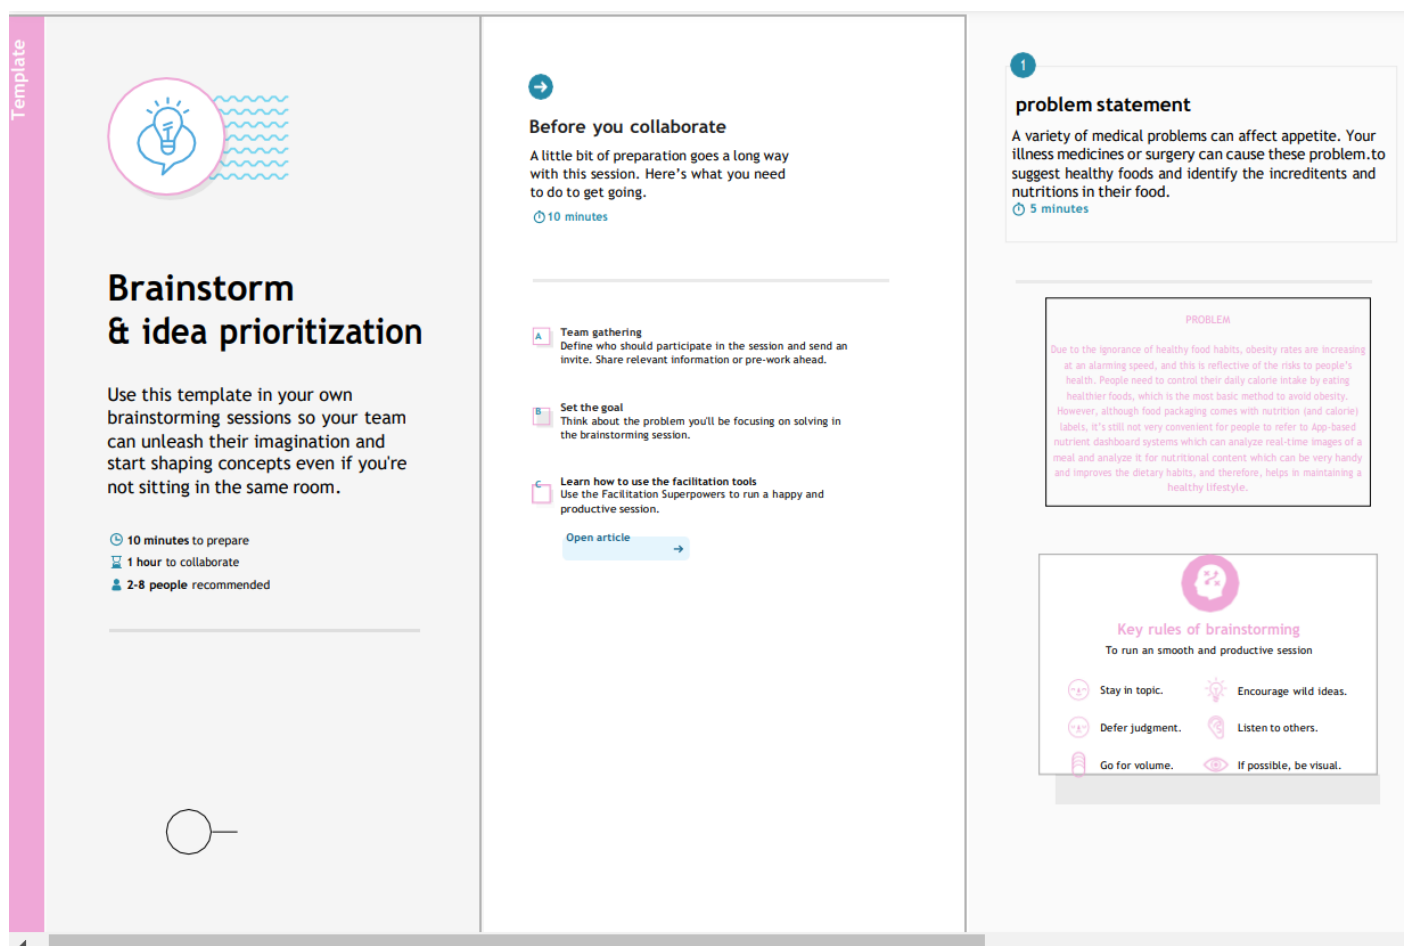 Template
Brainstorm
& idea prioritization
Use this template in your own
brainstorming sessions so your team
can unleash their imagination and
start shaping concepts even if you're
not sitting in the same room.
10 minutes to prepare
1 hour to collaborate
2-8 people recommended
Before you collaborate
A little bit of preparation goes a long way
with this session. Here's what you need
to do to get going.
10 minutes
A
Team gathering
Define who should participate in the session and send an
invite. Share relevant information or pre-work ahead.
B
Set the goal
Think about the problem you'll be focusing on solving in
the brainstorming session.
C
Learn how to use the facilitation tools
Use the Facilitation Superpowers to run a happy and
productive session.
Open article
1
problem statement
A variety of medical problems can affect appetite. Your
illness medicines or surgery can cause these problem.to
suggest healthy foods and identify the increditents and
nutritions in their food.
5 minutes
PROBLEM
Due to the ignorance of healthy food habits, obesity rates are increasing
at an alarming speed, and this is reflective of the risks to people's
health. People need to control their daily calorie intake by eating
healthier foods, which is the most basic method to avoid obesity.
However, although food packaging comes with nutrition (and calorie)
labels, it's still not very convenient for people to refer to App-based
nutrient dashboard systems which can analyze real-time images of a
meal and analyze it for nutritional content which can be very handy
and improves the dietary habits, and therefore, helps in maintaining a
healthy lifestyle.
Key rules of brainstorming
To run an smooth and productive session
Stay in topic.
Encourage wild ideas.
Defer judgment.
Listen to others.
Go for volume.
If possible, be visual.